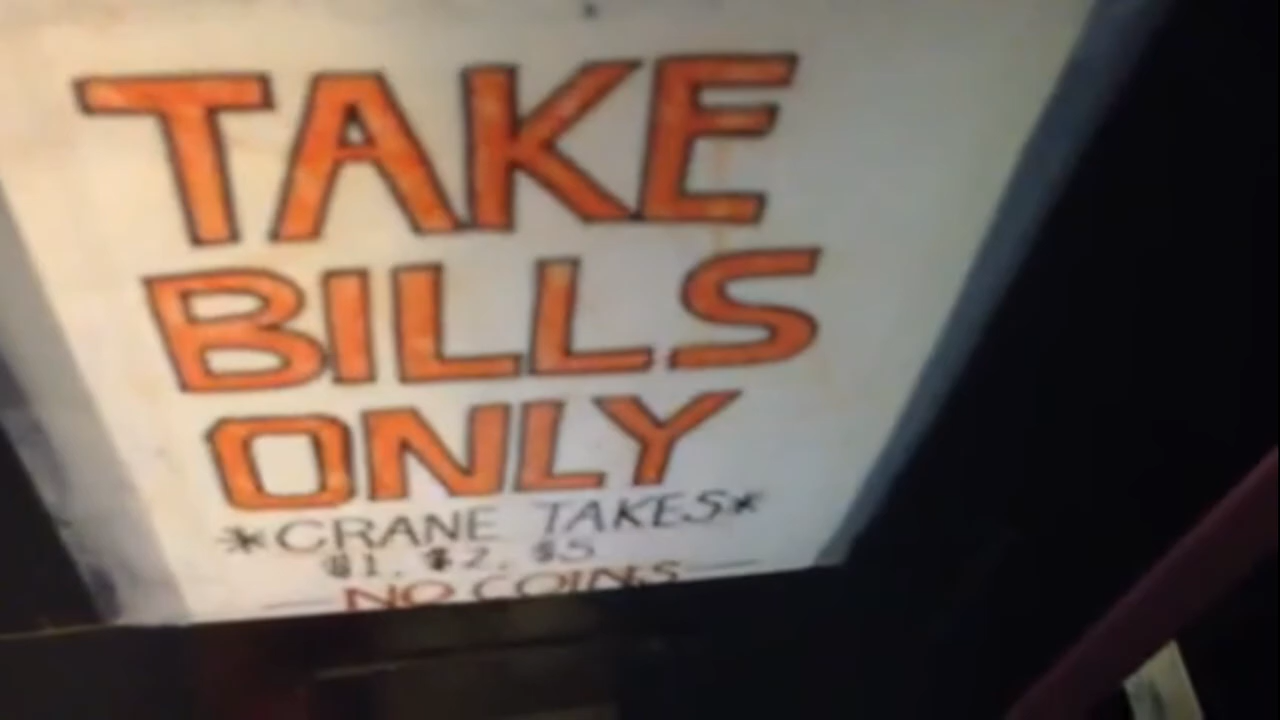 TAKE
BILLS
ONLY
*CRANE TAKES*
$1, $2, $5
— NO COINS —